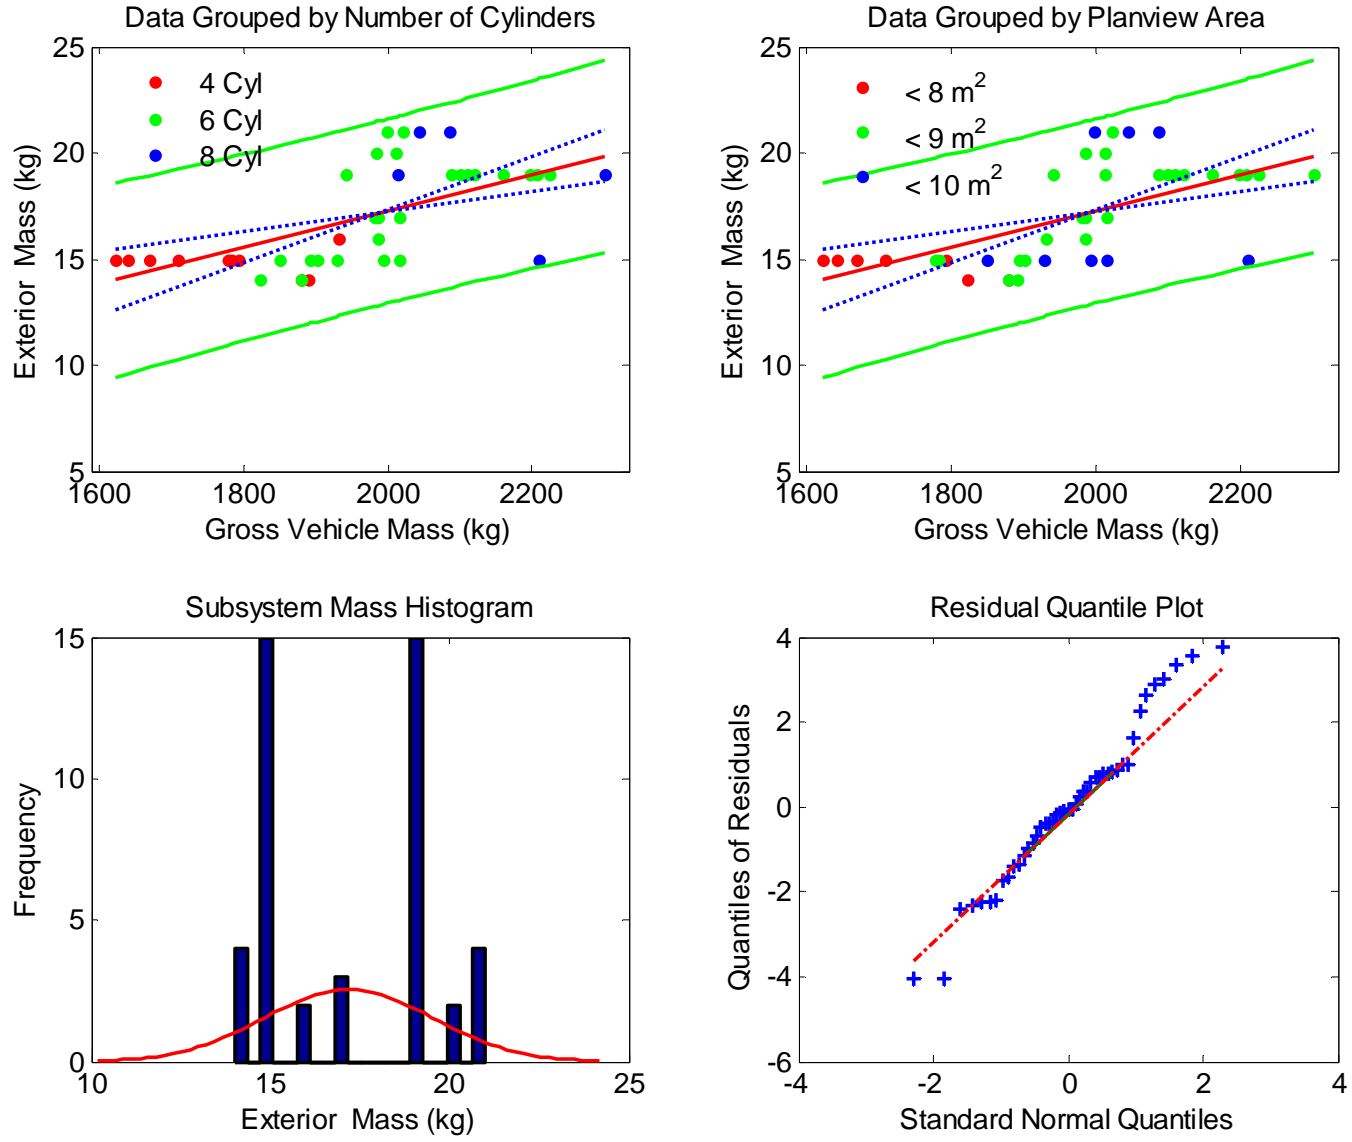 Data Grouped by Number of Cylinders
25
20
15
10
5
Exterior Mass (kg)
4 Cyl
6 Cyl
8 Cyl
1600 1800 2000 2200
Gross Vehicle Mass (kg)
Data Grouped by Planview Area
25
20
15
10
5
Exterior Mass (kg)
< 8 m²
< 9 m²
< 10 m²
1600 1800 2000 2200
Gross Vehicle Mass (kg)
Subsystem Mass Histogram
15
10
5
0
Frequency
10 15 20 25
Exterior Mass (kg)
Residual Quantile Plot
4
2
0
-2
-4
-6
Quantiles of Residuals
-4 -2 0 2 4
Standard Normal Quantiles